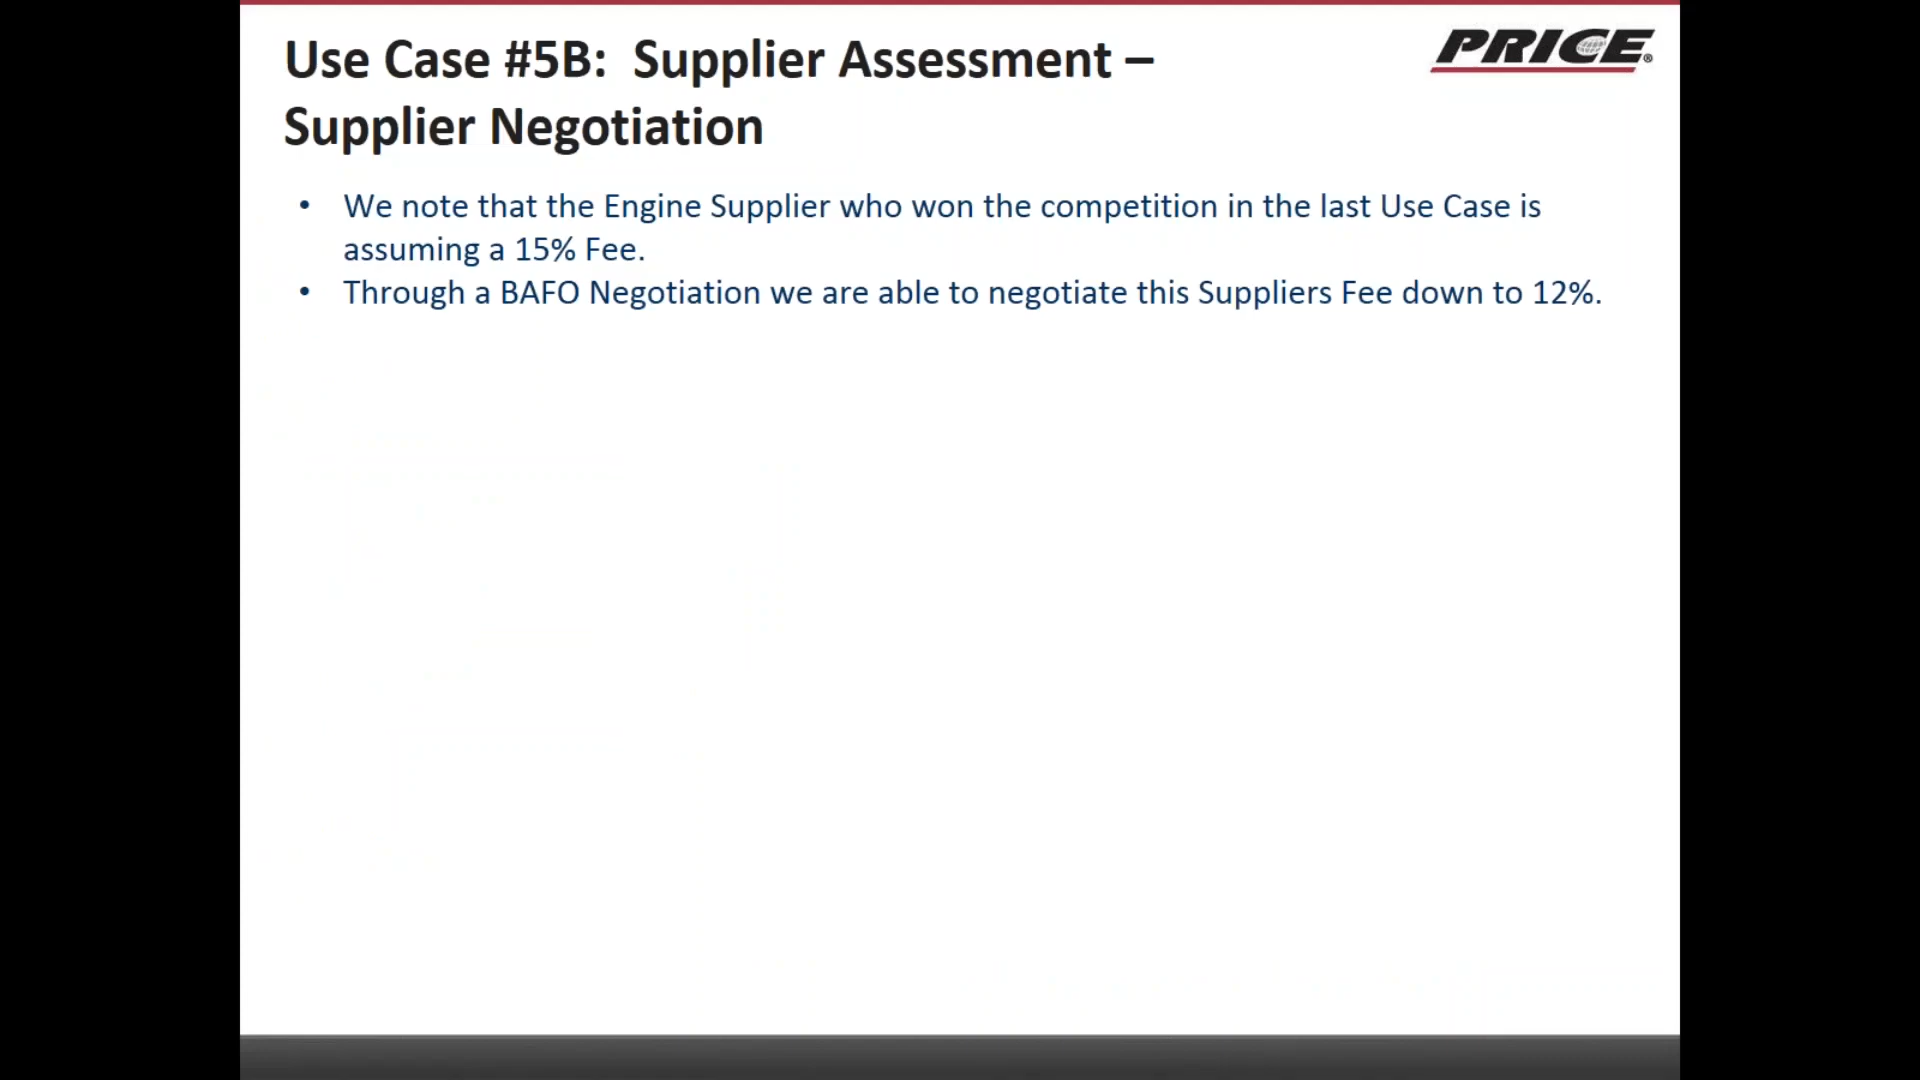 Use Case #5B:  Supplier Assessment –
Supplier Negotiation
PRICE®
• We note that the Engine Supplier who won the competition in the last Use Case is
assuming a 15% Fee.
• Through a BAFO Negotiation we are able to negotiate this Suppliers Fee down to 12%.